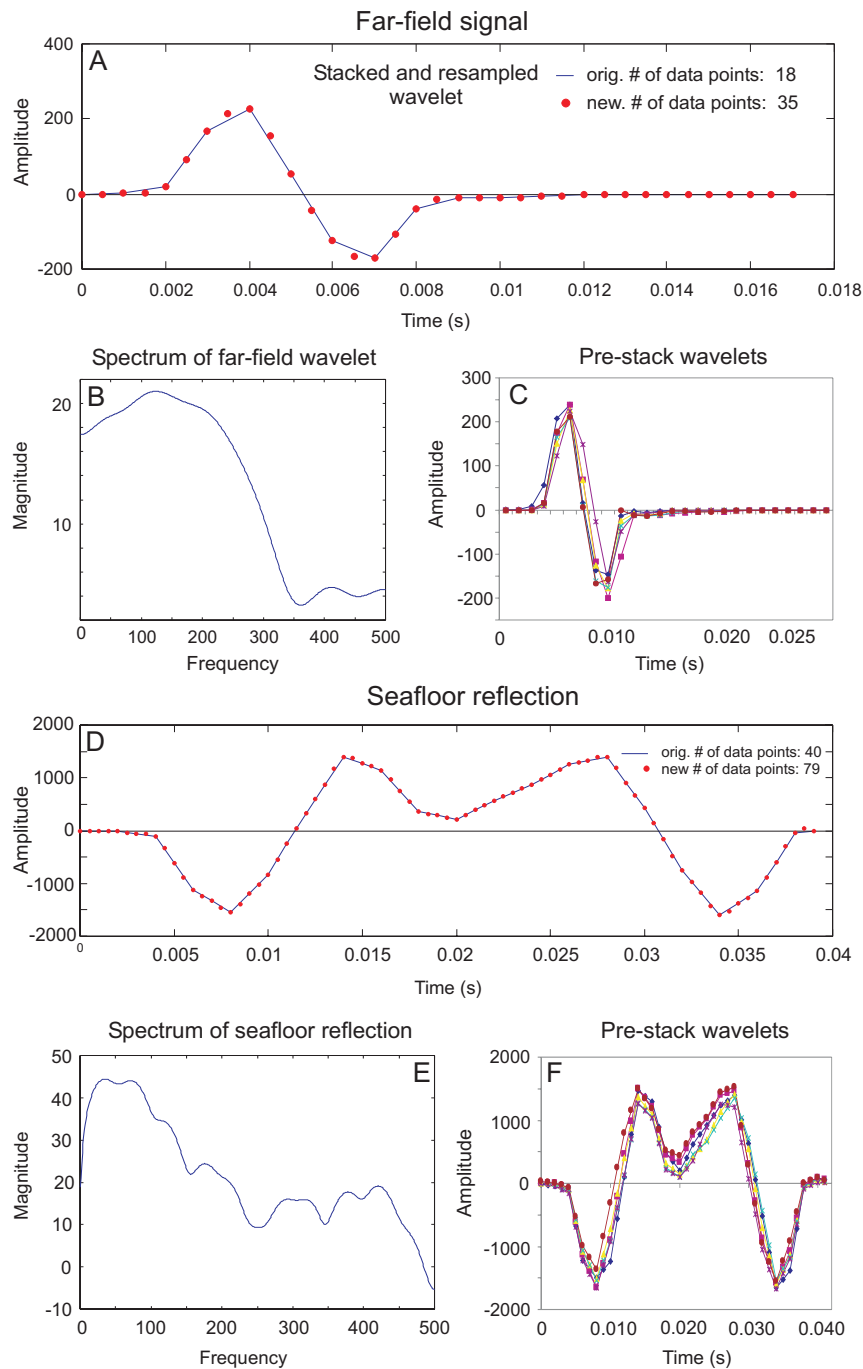 Far-field signal
A
Stacked and resampled
wavelet
orig. # of data points: 18
new. # of data points: 35
Amplitude
400
200
0
-200
0 0.002 0.004 0.006 0.008 0.01 0.012 0.014 0.016 0.018
Time (s)
Spectrum of far-field wavelet
B
Magnitude
20
10
0 100 200 300 400 500
Frequency
Pre-stack wavelets
C
Amplitude
300
200
100
0
-100
-200
0 0.010 0.020 0.025
Time (s)
Seafloor reflection
D
orig. # of data points: 40
new # of data points: 79
Amplitude
2000
1000
0
-1000
-2000
0 0.005 0.01 0.015 0.02 0.025 0.03 0.035 0.04
Time (s)
Spectrum of seafloor reflection
E
Magnitude
50
40
30
20
10
0
-10
0 100 200 300 400 500
Frequency
Pre-stack wavelets
F
Amplitude
2000
1000
0
-1000
-2000
0 0.010 0.020 0.030 0.040
Time (s)